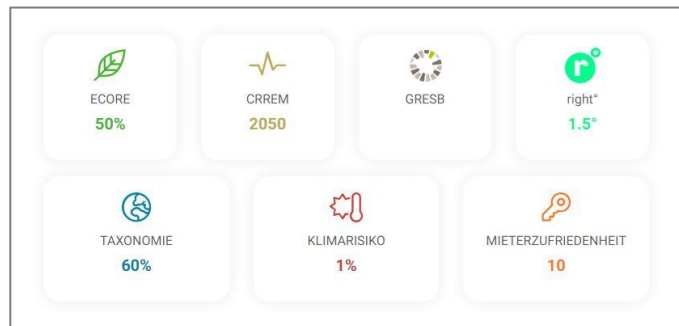 ECORE
50%
CRREM
2050
GRESB
r°
right°
1.5°
TAXONOMIE
60%
KLIMARISIKO
1%
MIETERZUFRIEDENHEIT
10